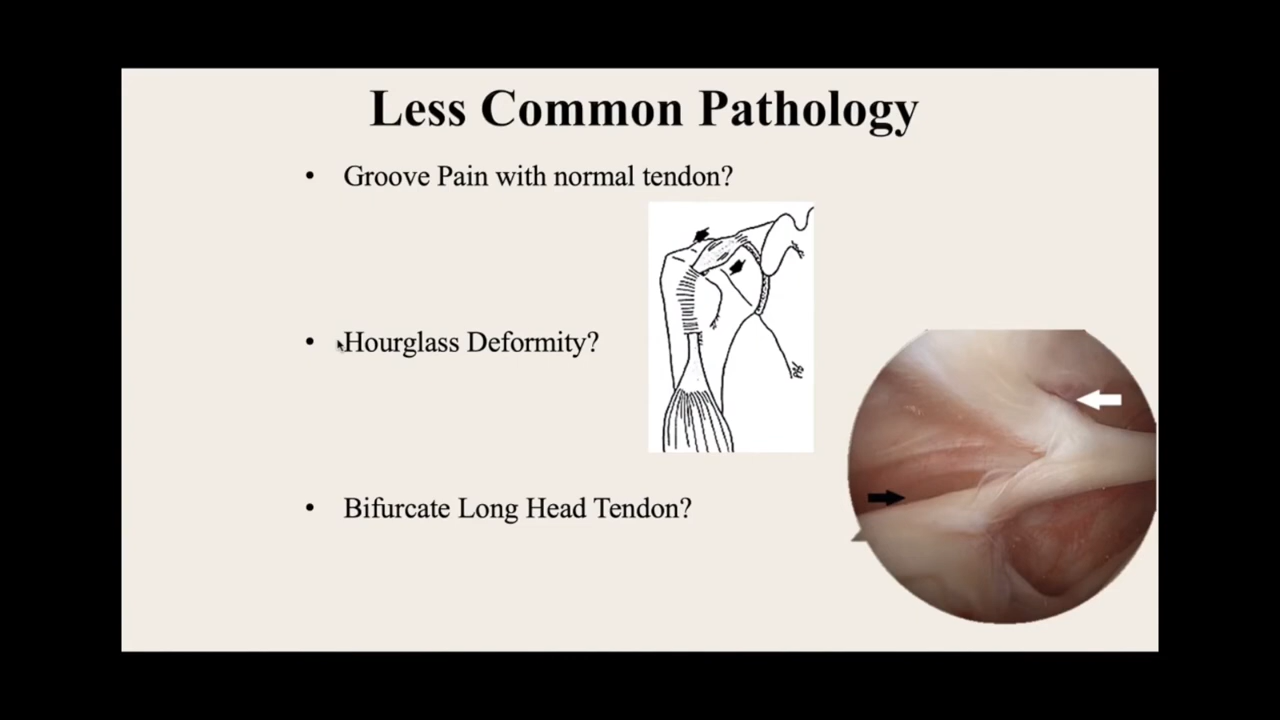 Less Common Pathology
• Groove Pain with normal tendon?
• Hourglass Deformity?
• Bifurcate Long Head Tendon?